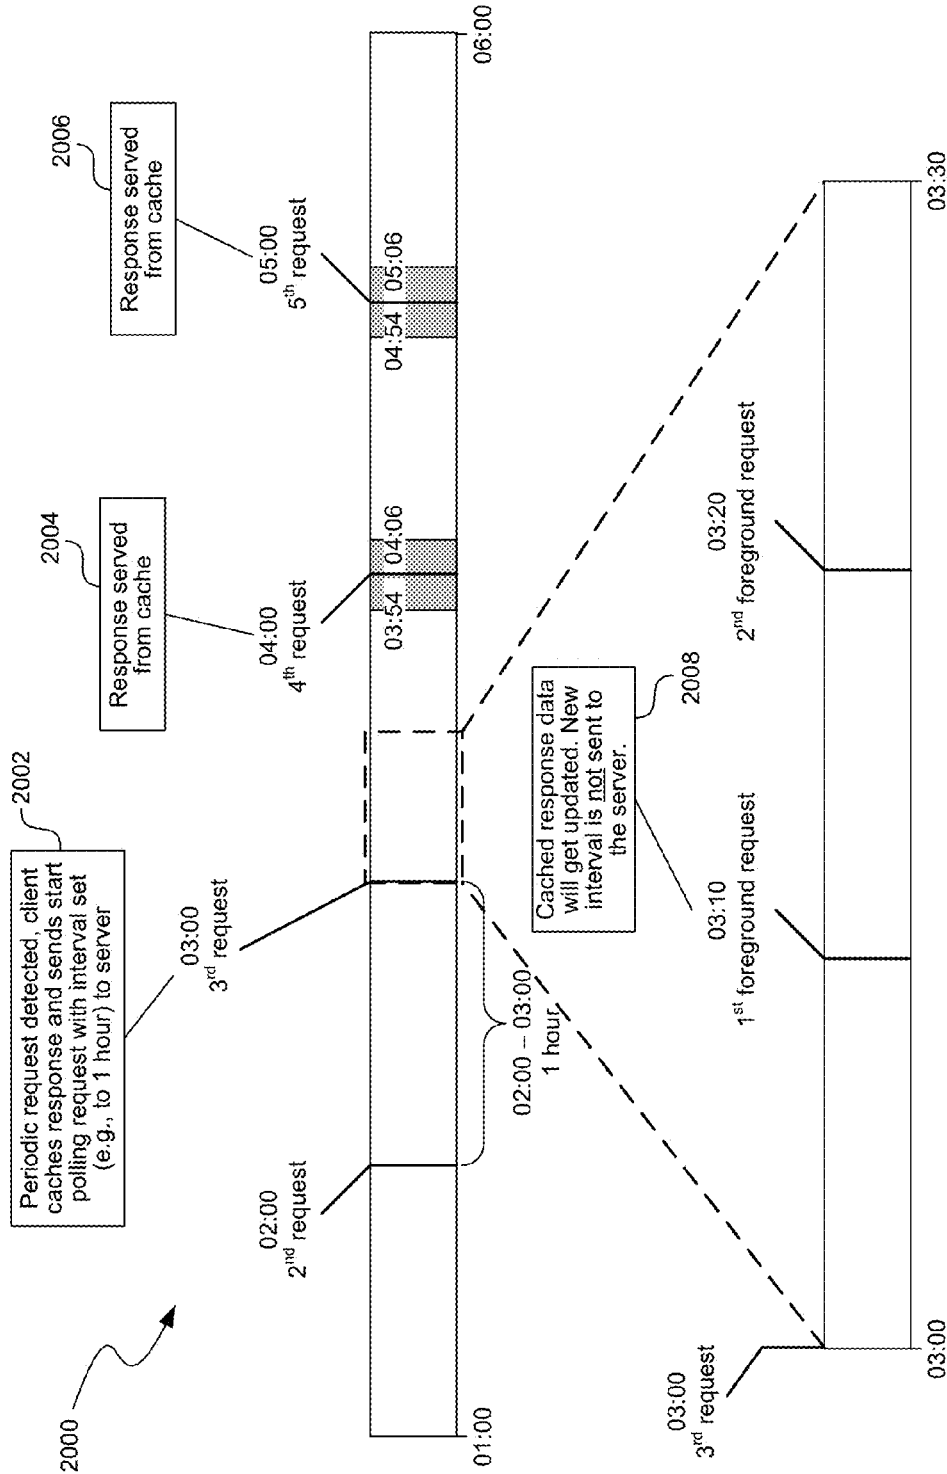 2000
2002
Periodic request detected, client
caches response and sends start
polling request with interval set
(e.g., to 1 hour) to server
2004
Response served
from cache
2006
Response served
from cache
02:00
2nd request
03:00
3rd request
04:00
4th request
05:00
5th request
03:54
04:06
04:54
05:06
01:00
06:00
02:00 – 03:00
1 hour
Cached response data
will get updated. New
interval is not sent to
the server.
2008
03:00
3rd request
03:10
1st foreground request
03:20
2nd foreground request
03:00
03:30